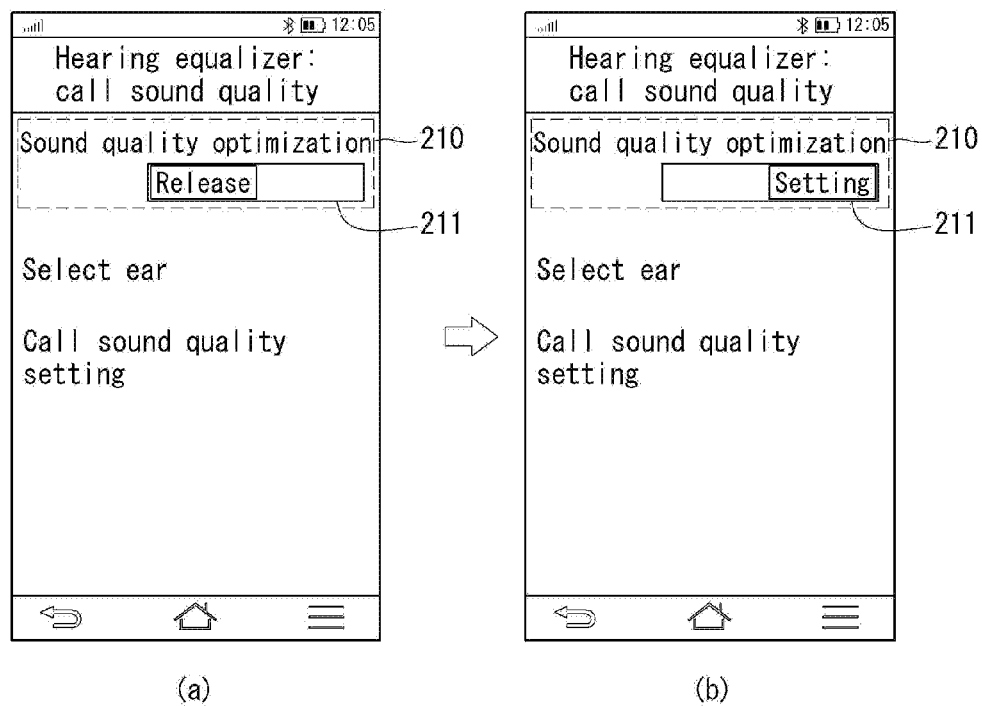 12:05
Hearing equalizer:
call sound quality
Sound quality optimization
210
Release
211
Select ear
Call sound quality
setting
(a)
12:05
Hearing equalizer:
call sound quality
Sound quality optimization
210
Setting
211
Select ear
Call sound quality
setting
(b)